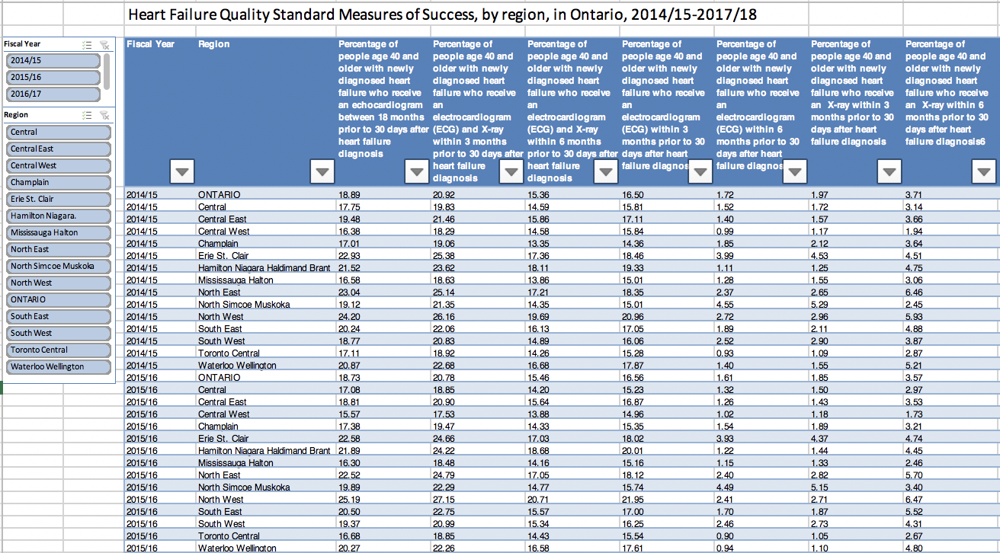 Heart Failure Quality Standard Measures of Success, by region, in Ontario, 2014/15-2017/18
Fiscal Year
2014/15
2015/16
2016/17
Region
Central
Central East
Central West
Champlain
Erie St. Clair
Hamilton Niagara.
Mississauga Halton
North East
North Simcoe Muskoka
North West
ONTARIO
South East
South West
Toronto Central
Waterloo Wellington
Fiscal Year
Region
Percentage of
people age 40 and
older with newly
diagnosed heart
failure who receive
an echocardiogram
between 18 months
prior to 30 days after
heart failure
diagnosis
Percentage of
people age 40 and
older with newly
diagnosed heart
failure who receive
an
electrocardiogram
(ECG) and X-ray
within 3 months
prior to 30 days after
heart failure
diagnosis
Percentage of
people age 40 and
older with newly
diagnosed heart
failure who receive
an
electrocardiogram
(ECG) and X-ray
within 6 months
prior to 30 days after
heart failure
diagnosis
Percentage of
people age 40 and
older with newly
diagnosed heart
failure who receive
an
electrocardiogram
(ECG) within 3
months prior to 30
days after heart
failure diagnos
Percentage of
people age 40 and
older with newly
diagnosed heart
failure who receive
an
electrocardiogram
(ECG) within 6
months prior to 30
days after heart
failure diagnos
Percentage of
people age 40 and
older with newly
diagnosed heart
failure who receive
an X-ray within 3
months prior to 30
days after heart
failure diagnosis
Percentage of
people age 40 and
older with newly
diagnosed heart
failure who receive
an X-ray within 6
months prior to 30
days after heart
failure diagnosis6
2014/15 ONTARIO 18.89 20.92 15.36 16.50 1.72 1.97 3.71
2014/15 Central 17.75 19.83 14.59 15.81 1.52 1.72 3.14
2014/15 Central East 19.48 21.46 15.86 17.11 1.40 1.57 3.66
2014/15 Central West 16.38 18.29 14.58 15.84 0.99 1.17 1.94
2014/15 Champlain 17.01 19.06 13.35 14.36 1.85 2.12 3.64
2014/15 Erie St. Clair 22.93 25.38 17.36 18.46 3.99 4.53 4.51
2014/15 Hamilton Niagara Haldimand Brant 21.52 23.62 18.11 19.33 1.11 1.25 4.75
2014/15 Mississauga Halton 16.58 18.63 13.86 15.01 1.28 1.55 3.06
2014/15 North East 23.04 25.14 17.21 18.35 2.37 2.65 6.46
2014/15 North Simcoe Muskoka 19.12 21.35 14.35 15.01 4.55 5.29 2.45
2014/15 North West 24.20 26.16 19.69 20.96 2.72 2.96 5.93
2014/15 South East 20.24 22.06 16.13 17.05 1.89 2.11 4.88
2014/15 South West 18.77 20.83 14.89 16.06 2.52 2.90 3.87
2014/15 Toronto Central 17.11 18.92 14.26 15.28 0.93 1.09 2.87
2014/15 Waterloo Wellington 20.87 22.68 16.68 17.87 1.40 1.55 5.21
2015/16 ONTARIO 18.73 20.78 15.46 16.56 1.61 1.85 3.57
2015/16 Central 17.08 18.85 14.20 15.23 1.32 1.50 2.97
2015/16 Central East 18.81 20.90 15.64 16.87 1.26 1.43 3.53
2015/16 Central West 15.57 17.53 13.88 14.96 1.02 1.18 1.73
2015/16 Champlain 17.38 19.47 14.33 15.35 1.54 1.89 3.21
2015/16 Erie St. Clair 22.58 24.66 17.03 18.02 3.93 4.37 4.74
2015/16 Hamilton Niagara Haldimand Brant 21.89 24.22 18.68 20.01 1.22 1.44 4.45
2015/16 Mississauga Halton 16.30 18.48 14.16 15.16 1.15 1.33 2.46
2015/16 North East 22.52 24.79 17.05 18.12 2.40 2.82 5.70
2015/16 North Simcoe Muskoka 19.89 22.29 14.77 15.74 4.49 5.15 3.40
2015/16 North West 25.19 27.15 20.71 21.95 2.41 2.71 6.47
2015/16 South East 20.50 22.75 15.57 17.00 1.70 1.87 5.52
2015/16 South West 19.37 20.99 15.34 16.25 2.46 2.73 4.31
2015/16 Toronto Central 16.68 18.85 14.43 15.54 0.90 1.05 2.67
2015/16 Waterloo Wellington 20.27 22.26 16.58 17.61 0.94 1.10 4.80